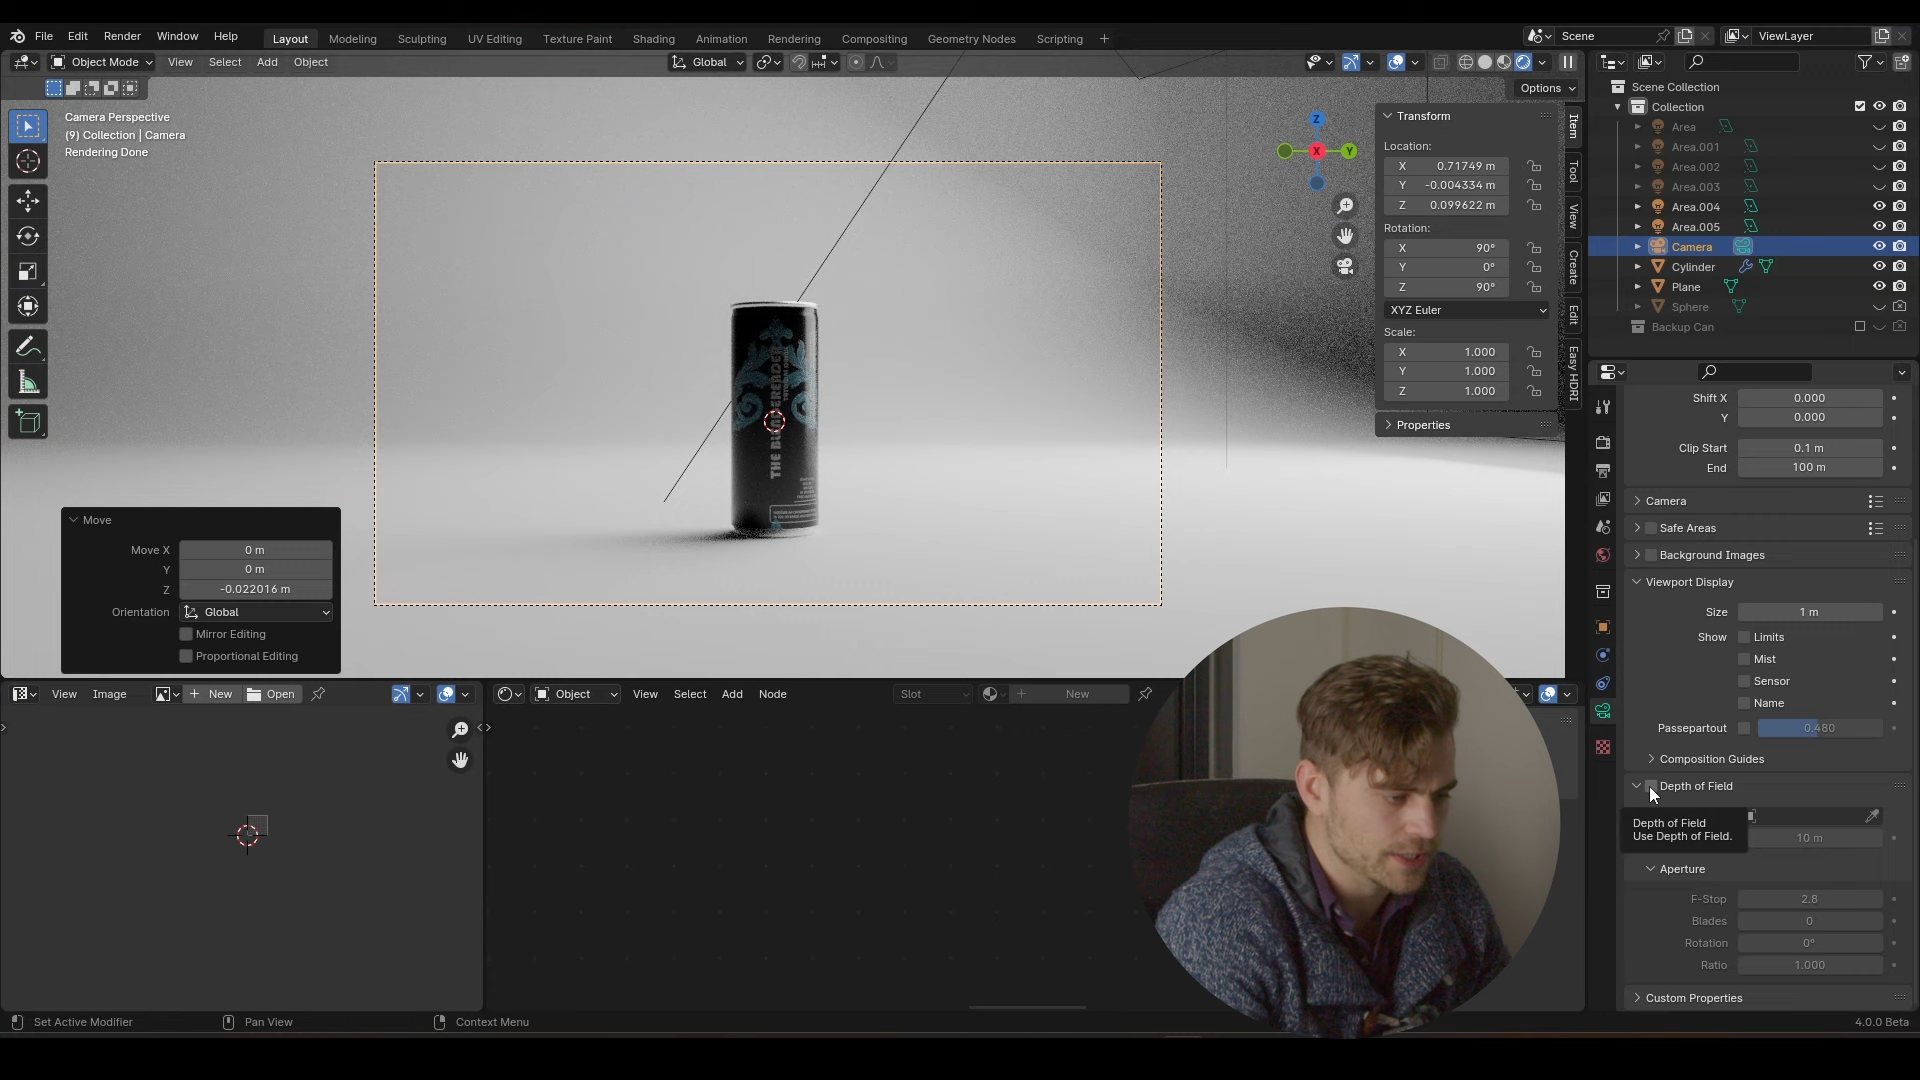 File Edit Render Window Help Layout Modeling Sculpting UV Editing Texture Paint Shading Animation Rendering Compositing Geometry Nodes Scripting + Scene ViewLayer
Object Mode View Select Add Object Global
Options
Camera Perspective
(9) Collection | Camera
Rendering Done
Z
X
Y
Transform
Location:
X 0.71749 m
Y -0.004334 m
Z 0.099622 m
Rotation:
X 90°
Y 0°
Z 90°
XYZ Euler
Scale:
X 1.000
Y 1.000
Z 1.000
Properties
Item
Tool
View
Create
Edit
Easy HDRI
THE BLENDERENDER
Move
Move X 0 m
Y 0 m
Z -0.022016 m
Orientation Global
Mirror Editing
Proportional Editing
Scene Collection
Collection
Area
Area.001
Area.002
Area.003
Area.004
Area.005
Camera
Cylinder
Plane
Sphere
Backup Can
Shift X 0.000
Y 0.000
Clip Start 0.1 m
End 100 m
Camera
Safe Areas
Background Images
Viewport Display
Size 1 m
Show Limits
Mist
Sensor
Name
Passepartout 0.480
Composition Guides
Depth of Field
Depth of Field
Use Depth of Field.
10 m
Aperture
F-Stop 2.8
Blades 0
Rotation 0°
Ratio 1.000
Custom Properties
View Image New Open
Object View Select Add Node Slot New
Set Active Modifier Pan View Context Menu 4.0.0 Beta